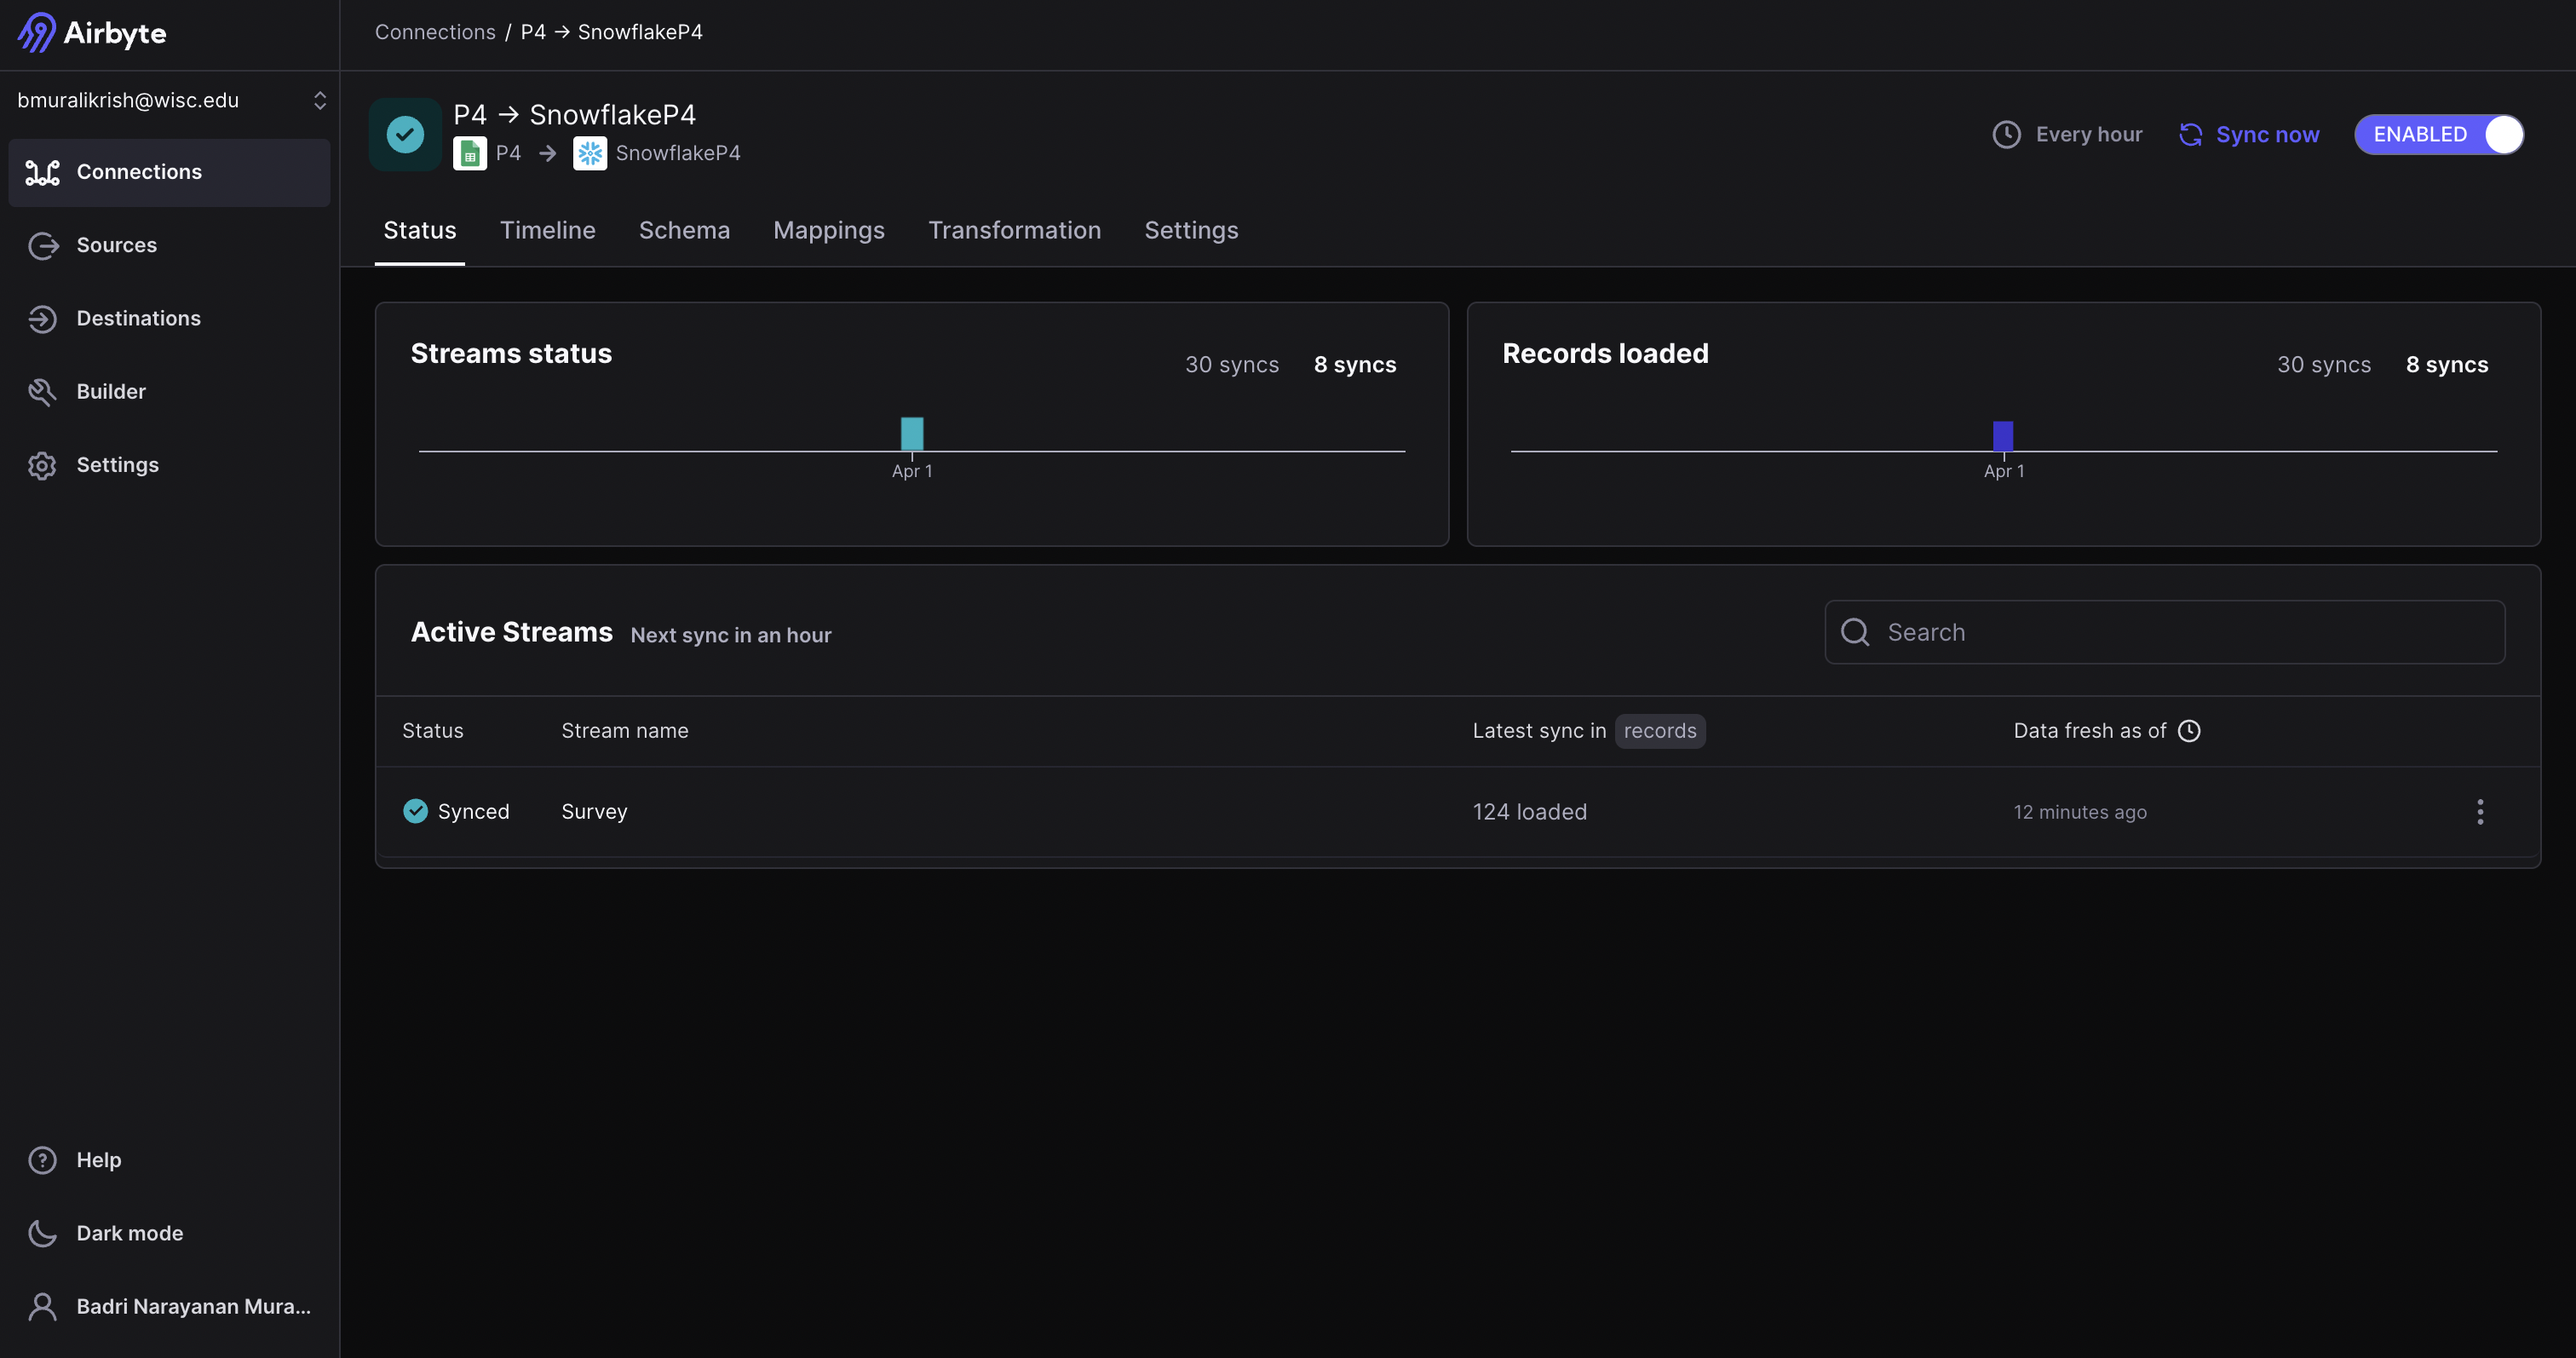 Airbyte
bmuralikrish@wisc.edu
Connections
Sources
Destinations
Builder
Settings
Help
Dark mode
Badri Narayanan Mura...
Connections / P4 → SnowflakeP4
P4 → SnowflakeP4
P4 → SnowflakeP4
Every hour
Sync now
ENABLED
Status Timeline Schema Mappings Transformation Settings
Streams status
30 syncs 8 syncs
Apr 1
Records loaded
30 syncs 8 syncs
Apr 1
Active Streams Next sync in an hour
Search
Status Stream name Latest sync in records Data fresh as of
Synced Survey 124 loaded 12 minutes ago